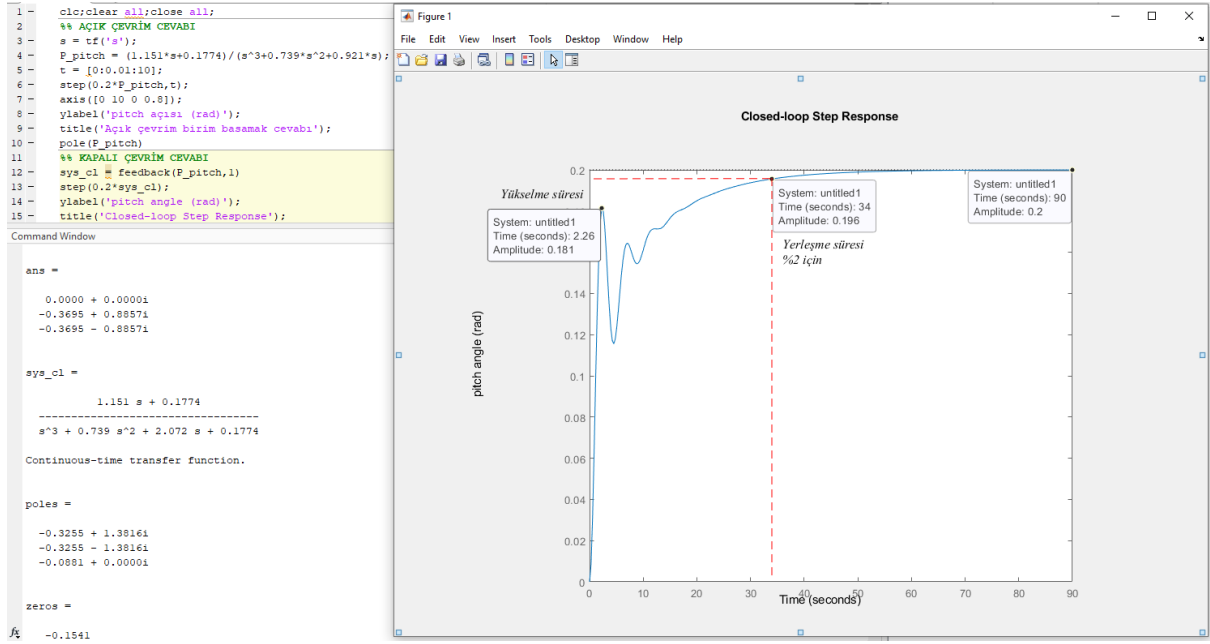 1 - clc;clear all;close all;
2 %% AÇIK ÇEVRİM CEVABI
3 - s = tf('s');
4 - P_pitch = (1.151*s+0.1774)/(s^3+0.739*s^2+0.921*s);
5 - t = [0:0.01:10];
6 - step(0.2*P_pitch,t);
7 - axis([0 10 0 0.8]);
8 - ylabel('pitch açısı (rad)');
9 - title('Açık çevrim birim basamak cevabı');
10 - pole(P_pitch)
11 %% KAPALI ÇEVRİM CEVABI
12 - sys_cl = feedback(P_pitch,1)
13 - step(0.2*sys_cl);
14 - ylabel('pitch angle (rad)');
15 - title('Closed-loop Step Response');
Command Window
ans =
0.0000 + 0.0000i
-0.3695 + 0.8857i
-0.3695 - 0.8857i
sys_cl =
1.151 s + 0.1774
----------------------------------
s^3 + 0.739 s^2 + 2.072 s + 0.1774
Continuous-time transfer function.
poles =
-0.3255 + 1.3816i
-0.3255 - 1.3816i
-0.0881 + 0.0000i
zeros =
fx
-0.1541
Figure 1
File Edit View Insert Tools Desktop Window Help
Closed-loop Step Response
pitch angle (rad)
0.2
0.14
0.12
0.1
0.08
0.06
0.04
0.02
0
Yükselme süresi
System: untitled1
Time (seconds): 2.26
Amplitude: 0.181
System: untitled1
Time (seconds): 34
Amplitude: 0.196
Yerleşme süresi
%2 için
System: untitled1
Time (seconds): 90
Amplitude: 0.2
0 10 20 30 40 50 60 70 80 90
Time (seconds)